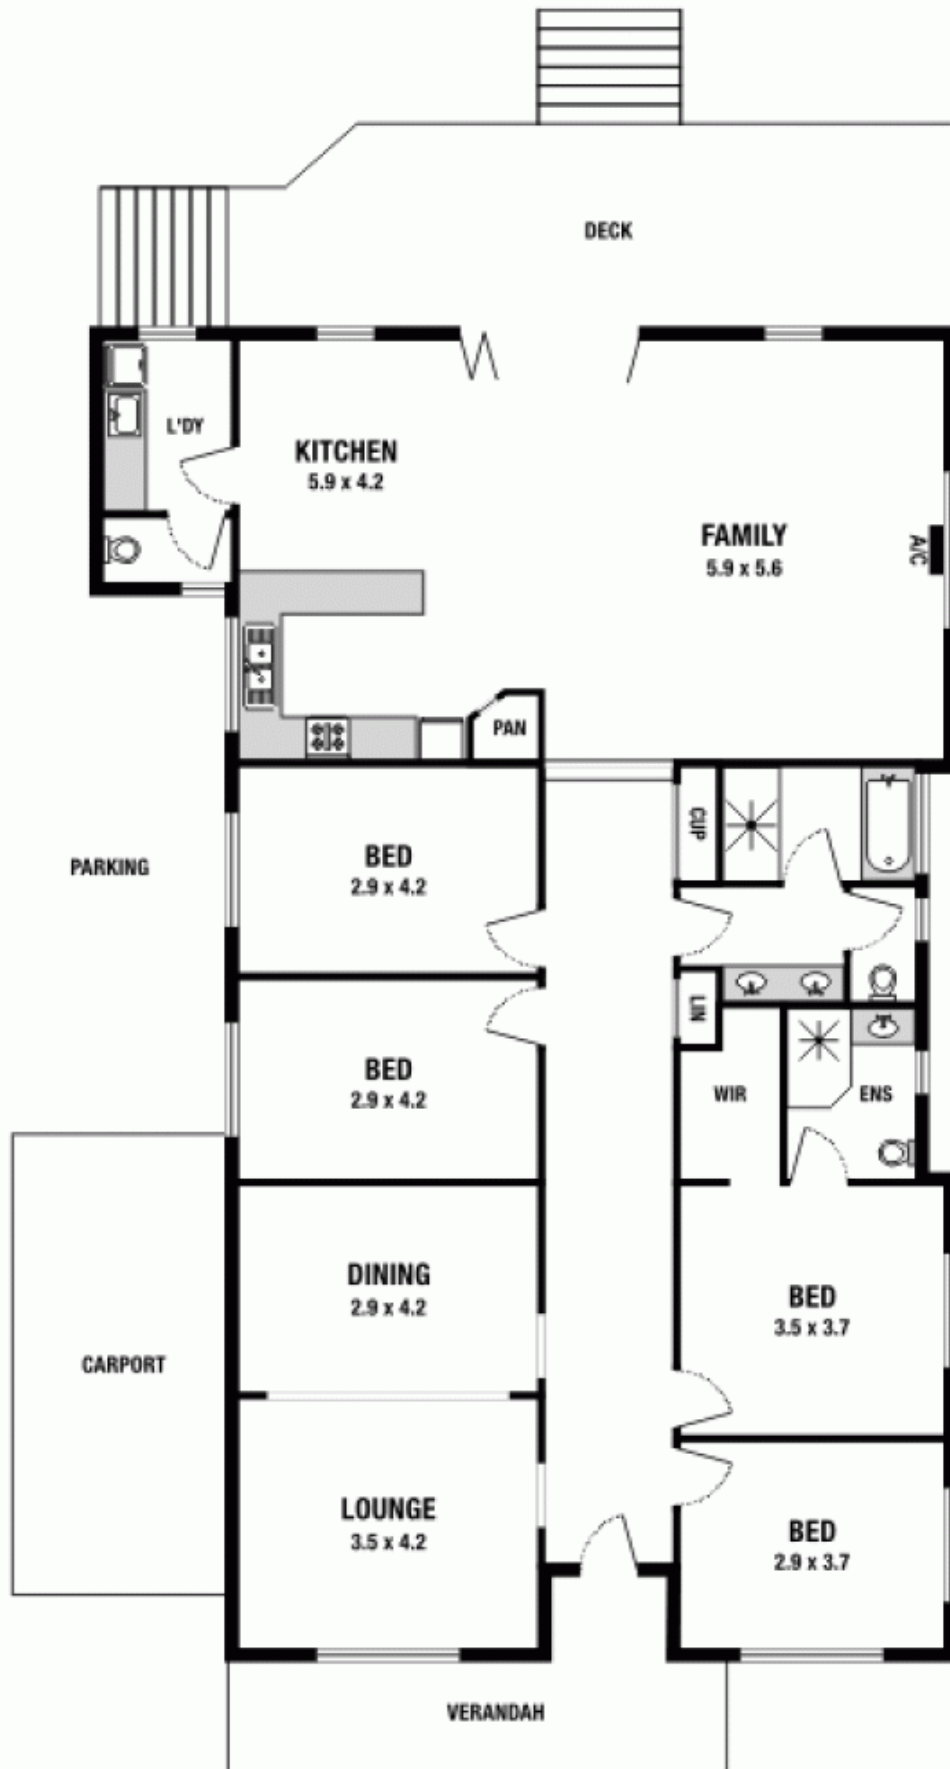 DECK
L'DY
KITCHEN
5.9 x 4.2
FAMILY
5.9 x 5.6
A/C
PAN
PARKING
BED
2.9 x 4.2
CUP
BED
2.9 x 4.2
LIN
WIR
ENS
DINING
2.9 x 4.2
BED
3.5 x 3.7
CARPORT
LOUNGE
3.5 x 4.2
BED
2.9 x 3.7
VERANDAH